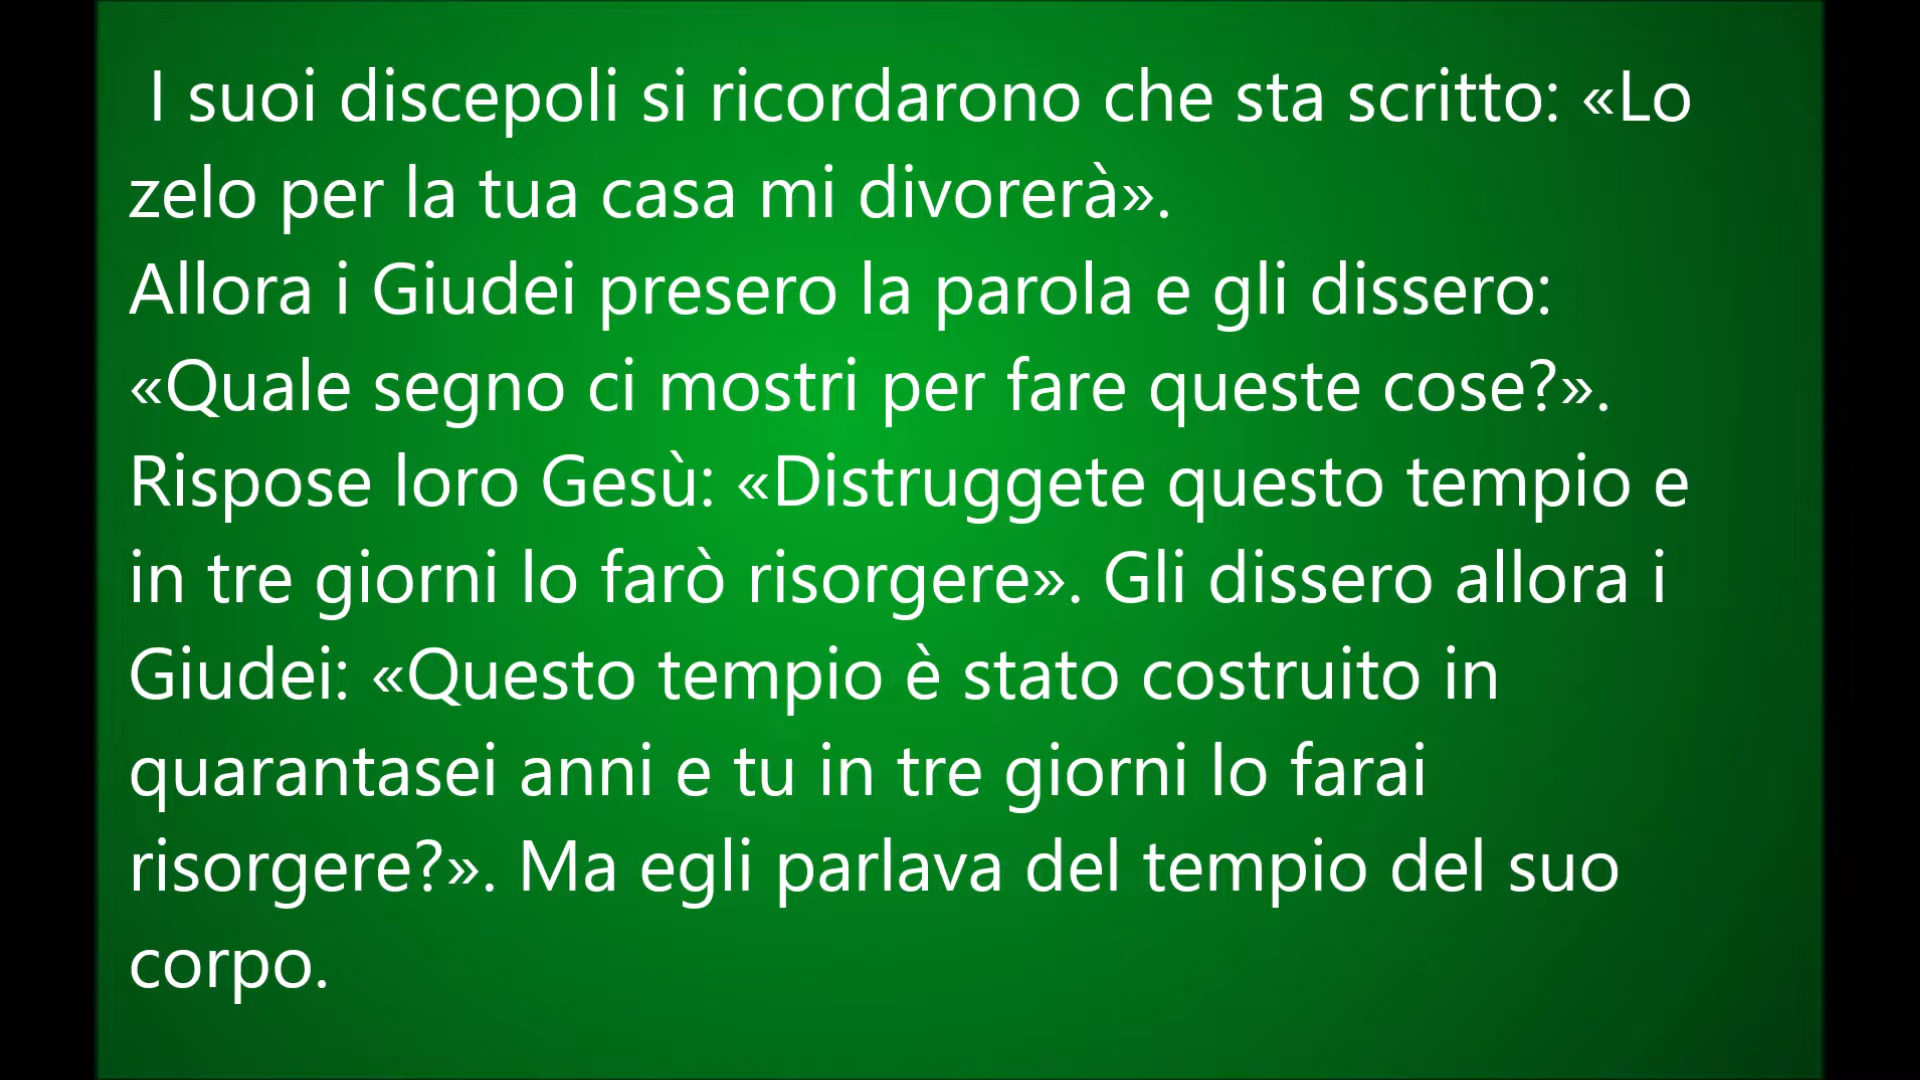 I suoi discepoli si ricordarono che sta scritto: «Lo
zelo per la tua casa mi divorerà».
Allora i Giudei presero la parola e gli dissero:
«Quale segno ci mostri per fare queste cose?».
Rispose loro Gesù: «Distruggete questo tempio e
in tre giorni lo farò risorgere». Gli dissero allora i
Giudei: «Questo tempio è stato costruito in
quarantasei anni e tu in tre giorni lo farai
risorgere?». Ma egli parlava del tempio del suo
corpo.